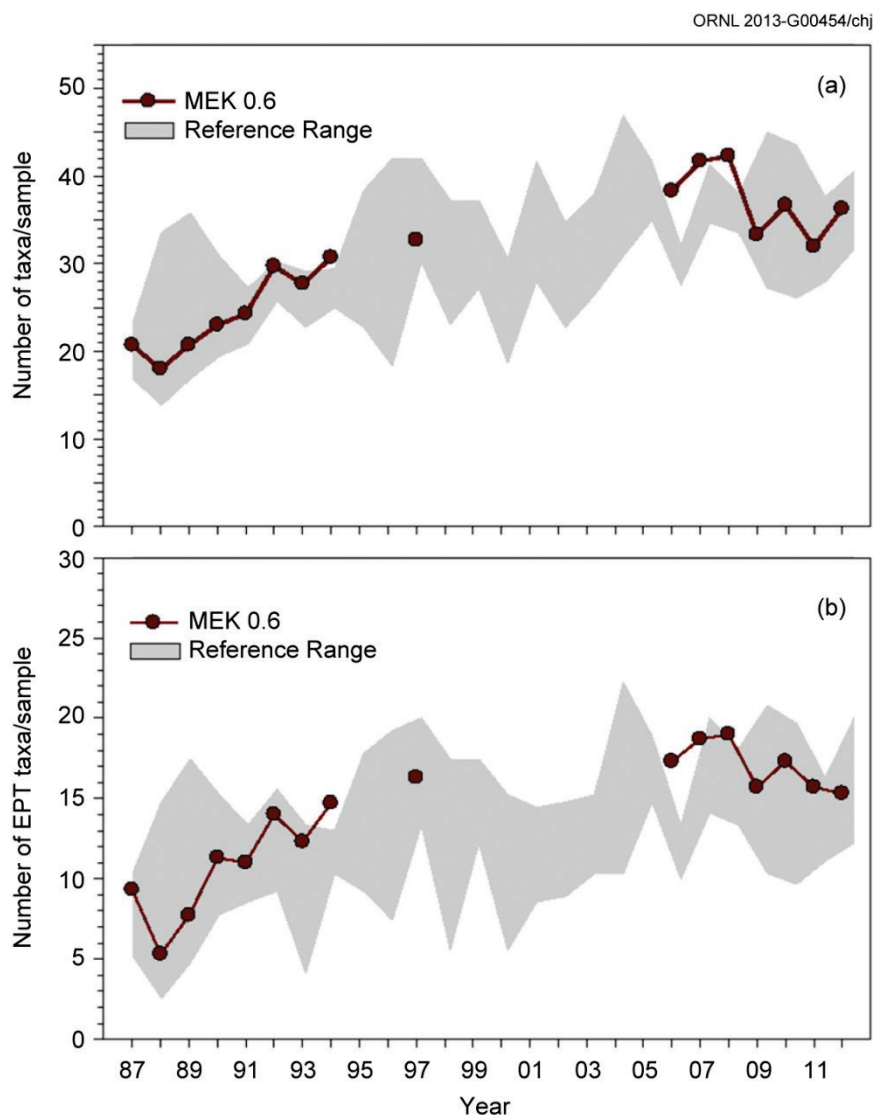 ORNL 2013-G00454/chj
(a)
MEK 0.6
Reference Range
Number of taxa/sample
50
40
30
20
10
0
(b)
MEK 0.6
Reference Range
Number of EPT taxa/sample
30
25
20
15
10
5
0
87 89 91 93 95 97 99 01 03 05 07 09 11
Year